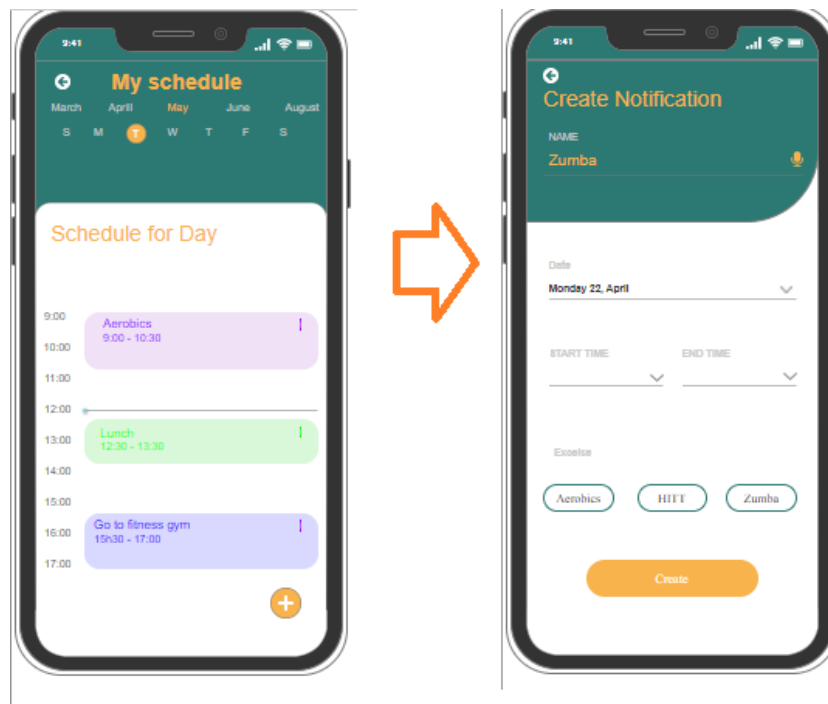 9:41
My schedule
March April May June August
S M T W T F S
Schedule for Day
9:00
Aerobics
9:00 - 10:30
10:00
11:00
12:00
Lunch
13:00
12:30 - 13:30
14:00
15:00
Go to fitness gym
16:00
15h30 - 17:00
17:00
9:41
Create Notification
NAME
Zumba
Date
Monday 22, April
START TIME END TIME
Excelse
Aerobics HITT Zumba
Create